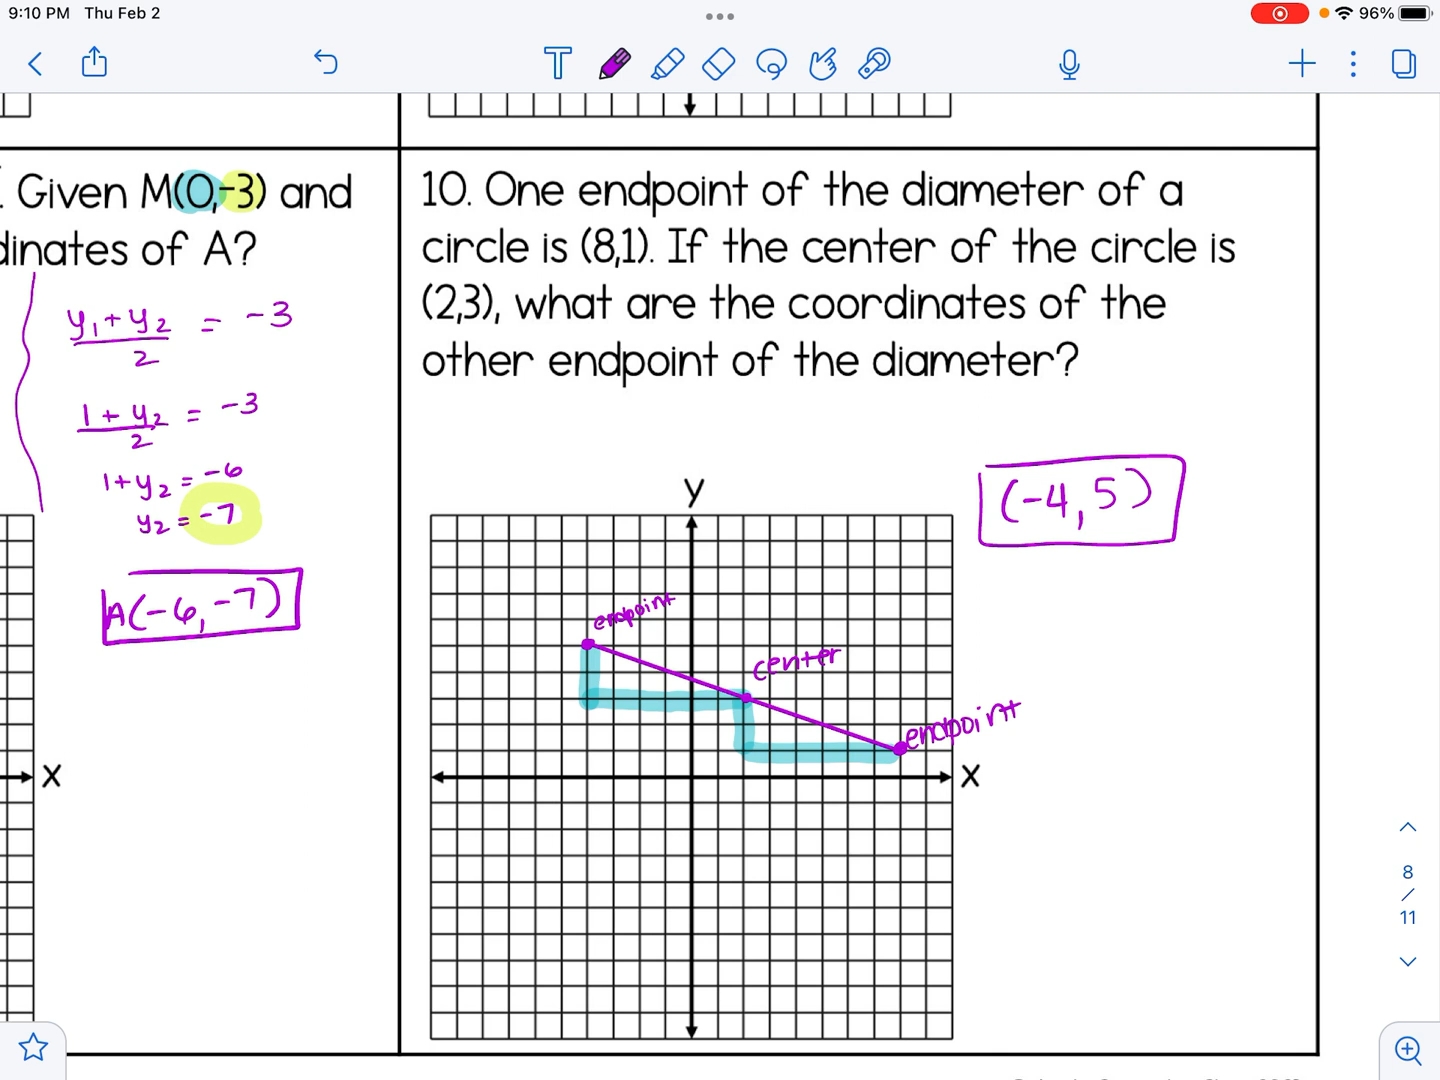 9:10 PM Thu Feb 2
96%
. Given M(0,-3) and
dinates of A?
y₁+y₂ = -3
2
1+y₂ = -3
2
1+y₂ = -6
y₂ = -7
A(-6,-7)
X
10. One endpoint of the diameter of a
circle is (8,1). If the center of the circle is
(2,3), what are the coordinates of the
other endpoint of the diameter?
(-4,5)
y
endpoint
center
endpoint
X
8
/
11